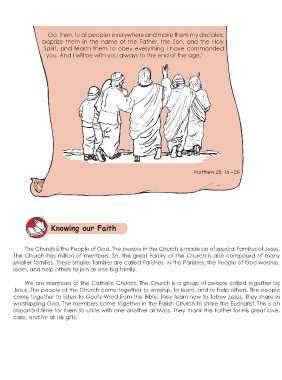 Go, then, to all peoples everywhere and make them my disciples:
baptize them in the name of the Father, the Son, and the Holy
Spirit, and teach them to obey everything I have commanded
you. And I will be with you always to the end of the age."
Matthew 28: 16 – 20
Knowing our Faith
The Church is the People of God. The people in the Church is made up of special Families of Jesus.
The Church has million of members. So, the great Family of the Church is also composed of many
smaller families. These smaller families are called Parishes. In the Parishes, the People of God worship,
learn, and help others to join as one big family.
We are members of the Catholic Church. The Church is a group of people called together by
Jesus. The people of the Church come together to worship, to learn, and to help others. The people
come together to listen to God's Word from the Bible. They learn how to follow Jesus. They share in
worshipping God. The members come together in the Parish Church to share the Eucharist. This is an
important time for them to unite with one another at Mass. They thank the Father for His great love,
care, and for all His gifts.